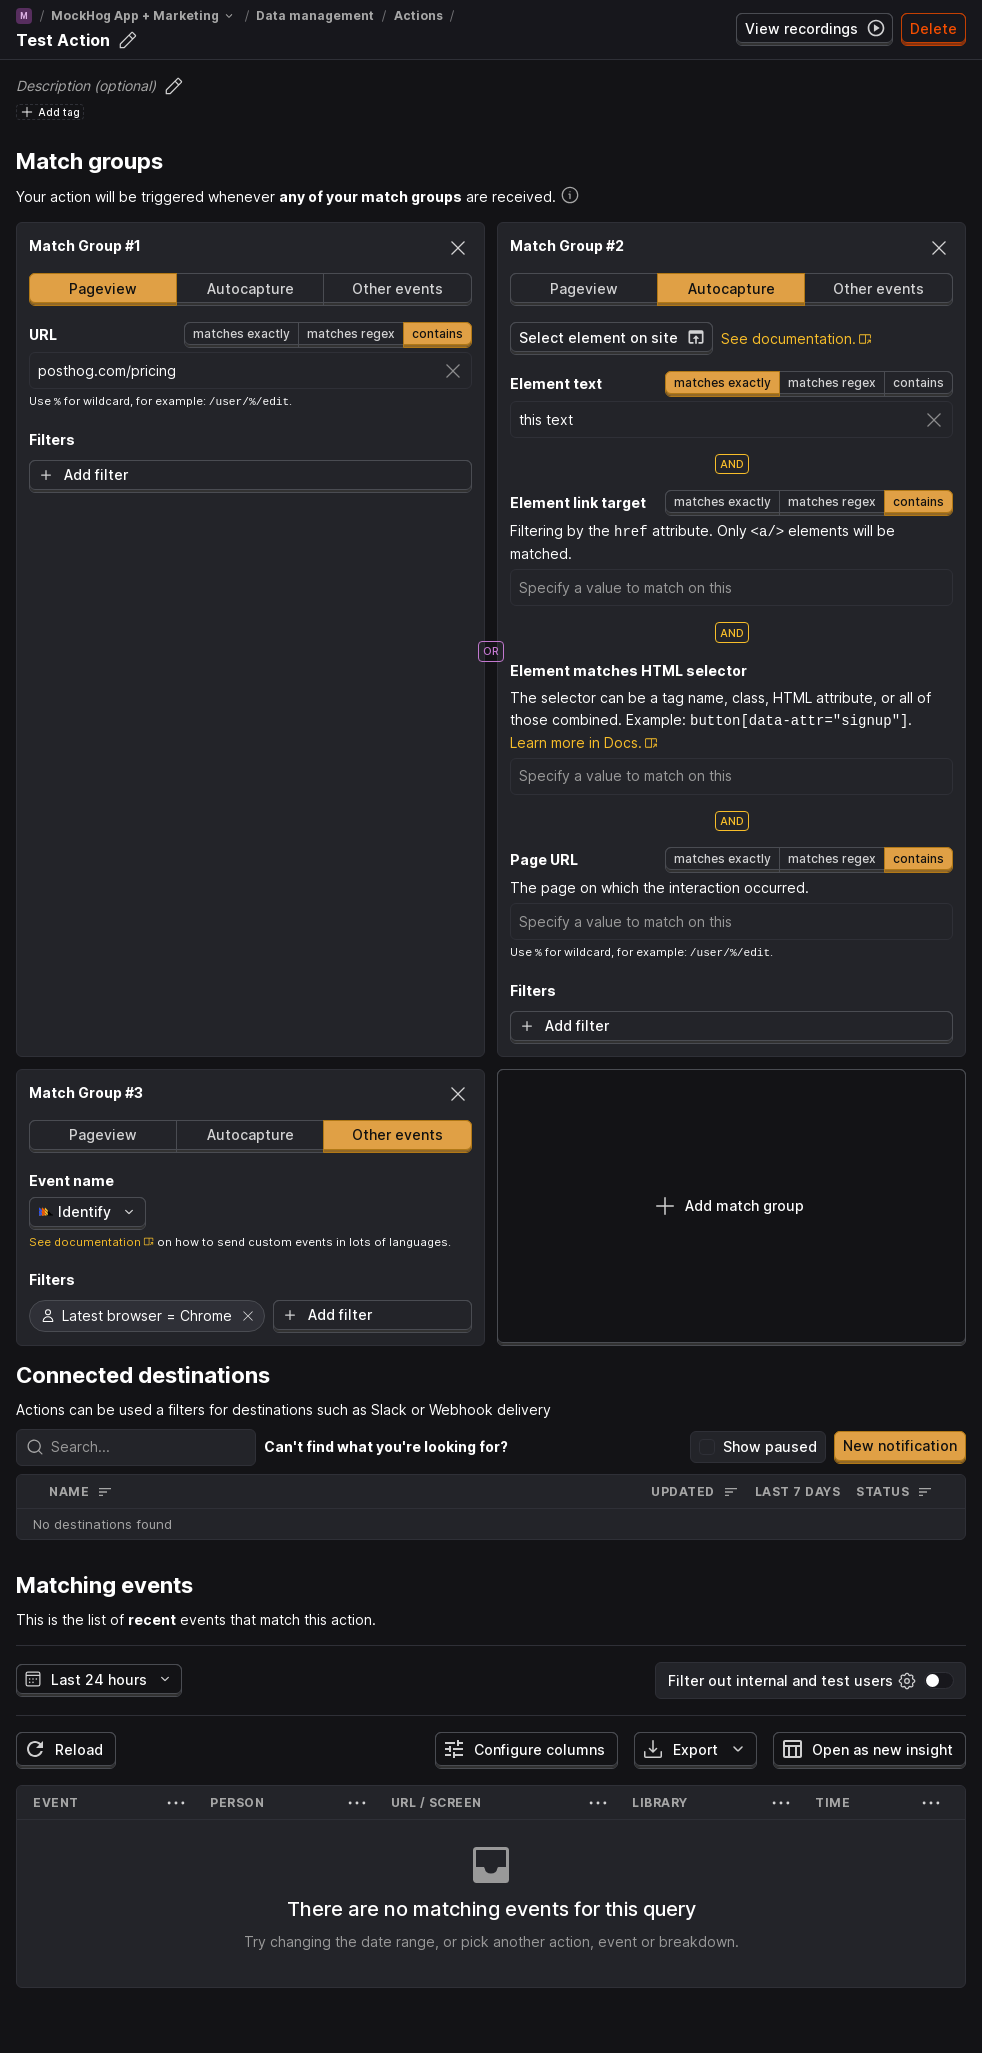 M / MockHog App + Marketing / Data management / Actions /
Test Action
View recordings
Delete
Description (optional)
Add tag
Match groups
Your action will be triggered whenever any of your match groups are received.
Match Group #1
Pageview Autocapture Other events
URL matches exactly matches regex contains
posthog.com/pricing
Use % for wildcard, for example: /user/%/edit.
Filters
Add filter
OR
Match Group #2
Pageview Autocapture Other events
Select element on site See documentation.
Element text matches exactly matches regex contains
this text
AND
Element link target matches exactly matches regex contains
Filtering by the href attribute. Only <a/> elements will be
matched.
Specify a value to match on this
AND
Element matches HTML selector
The selector can be a tag name, class, HTML attribute, or all of
those combined. Example: button[data-attr="signup"].
Learn more in Docs.
Specify a value to match on this
AND
Page URL matches exactly matches regex contains
The page on which the interaction occurred.
Specify a value to match on this
Use % for wildcard, for example: /user/%/edit.
Filters
Add filter
Match Group #3
Pageview Autocapture Other events
Event name
Identify
See documentation on how to send custom events in lots of languages.
Filters
Latest browser = Chrome Add filter
Add match group
Connected destinations
Actions can be used a filters for destinations such as Slack or Webhook delivery
Search... Can't find what you're looking for? Show paused New notification
NAME UPDATED LAST 7 DAYS STATUS
No destinations found
Matching events
This is the list of recent events that match this action.
Last 24 hours Filter out internal and test users
Reload Configure columns Export Open as new insight
EVENT PERSON URL / SCREEN LIBRARY TIME
There are no matching events for this query
Try changing the date range, or pick another action, event or breakdown.